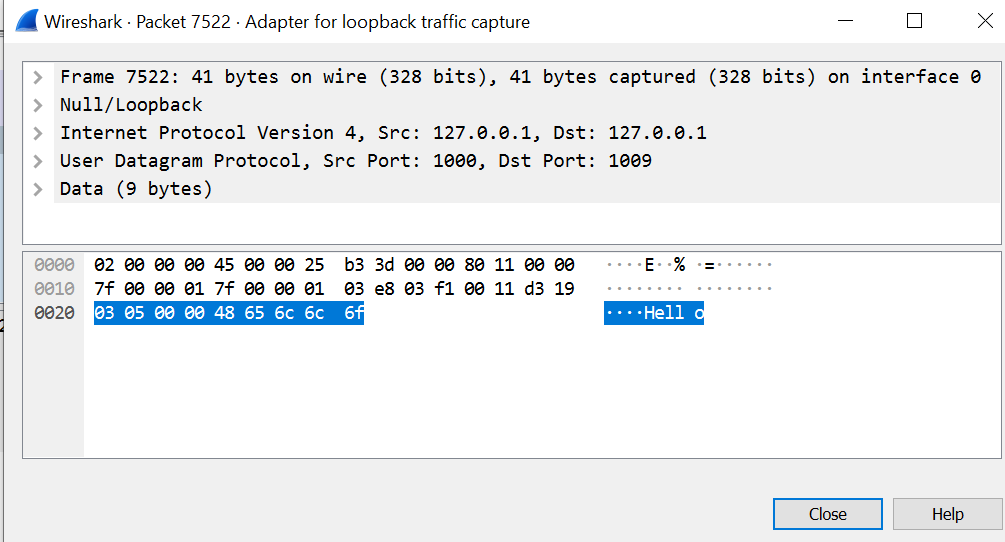 Wireshark · Packet 7522 · Adapter for loopback traffic capture
Frame 7522: 41 bytes on wire (328 bits), 41 bytes captured (328 bits) on interface 0
Null/Loopback
Internet Protocol Version 4, Src: 127.0.0.1, Dst: 127.0.0.1
User Datagram Protocol, Src Port: 1000, Dst Port: 1009
Data (9 bytes)
0000 02 00 00 00 45 00 00 25 b3 3d 00 00 80 11 00 00 ····E··% ·=······
0010 7f 00 00 01 7f 00 00 01 03 e8 03 f1 00 11 d3 19 ········ ········
0020 03 05 00 00 48 65 6c 6c 6f ····Hell o
Close Help